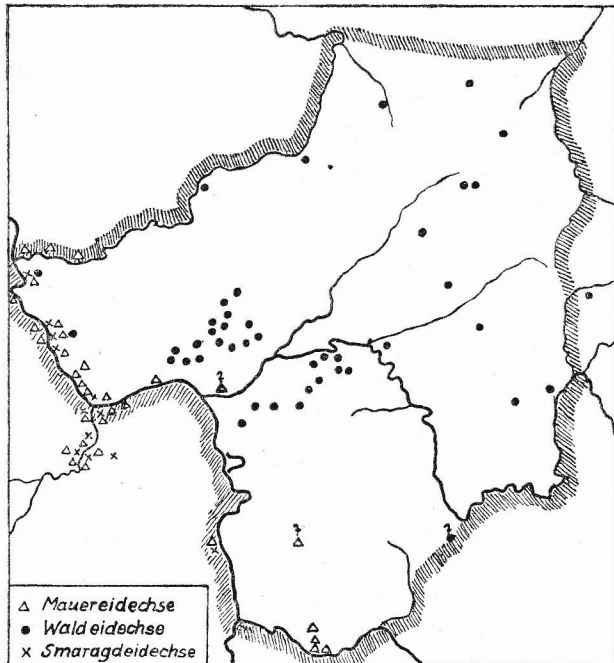 ?
?
?
△ Mauereidechse
● Waldeidechse
× Smaragdeidechse